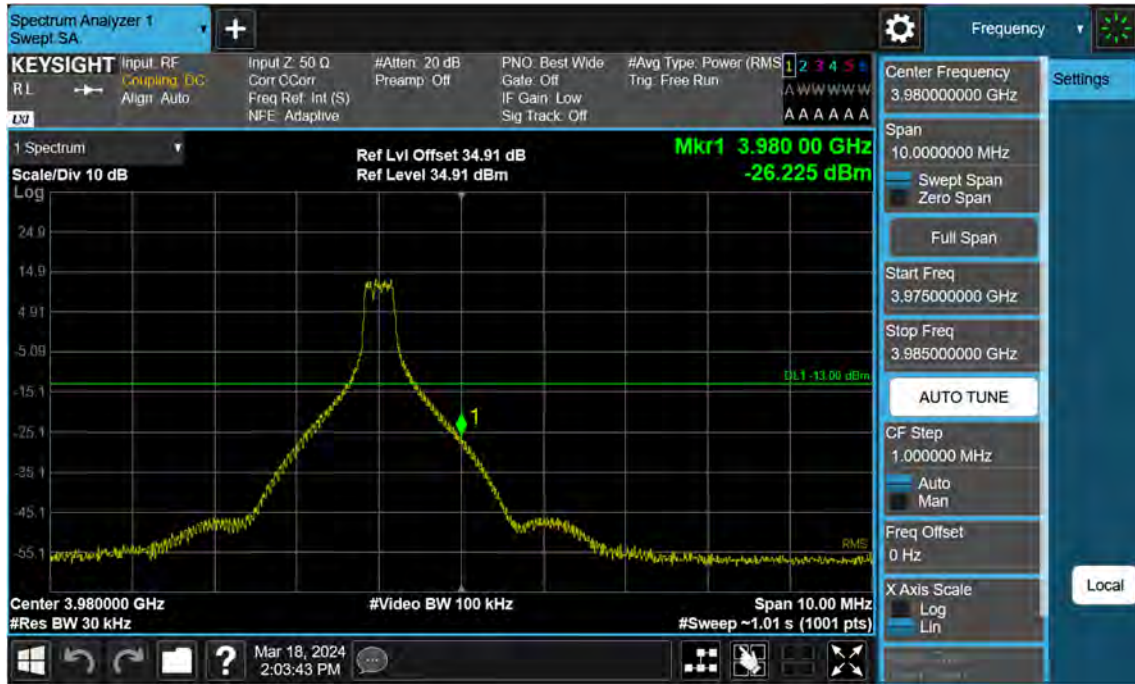 Spectrum Analyzer 1
Swept SA
Frequency
KEYSIGHT
RL
LXI
Input: RF
Coupling: DC
Align: Auto
Input Z: 50 Ω
Corr CCorr
Freq Ref: Int (S)
NFE: Adaptive
#Atten: 20 dB
Preamp: Off
PNO: Best Wide
Gate: Off
IF Gain: Low
Sig Track: Off
#Avg Type: Power (RMS
Trig: Free Run
1 2 3 4 5 6
A W W W W W
A A A A A A
1 Spectrum
Scale/Div 10 dB
Ref Lvl Offset 34.91 dB
Ref Level 34.91 dBm
Mkr1 3.980 00 GHz
-26.225 dBm
Log
24.9
14.9
4.91
-5.09
-15.1
-25.1
-35.1
-45.1
-55.1
DL1 -13.00 dBm
1
RMS
Center 3.980000 GHz
#Res BW 30 kHz
#Video BW 100 kHz
Span 10.00 MHz
#Sweep ~1.01 s (1001 pts)
Mar 18, 2024
2:03:43 PM
Center Frequency
3.980000000 GHz
Settings
Span
10.0000000 MHz
Swept Span
Zero Span
Full Span
Start Freq
3.975000000 GHz
Stop Freq
3.985000000 GHz
AUTO TUNE
CF Step
1.000000 MHz
Auto
Man
Freq Offset
0 Hz
X Axis Scale
Log
Lin
Local